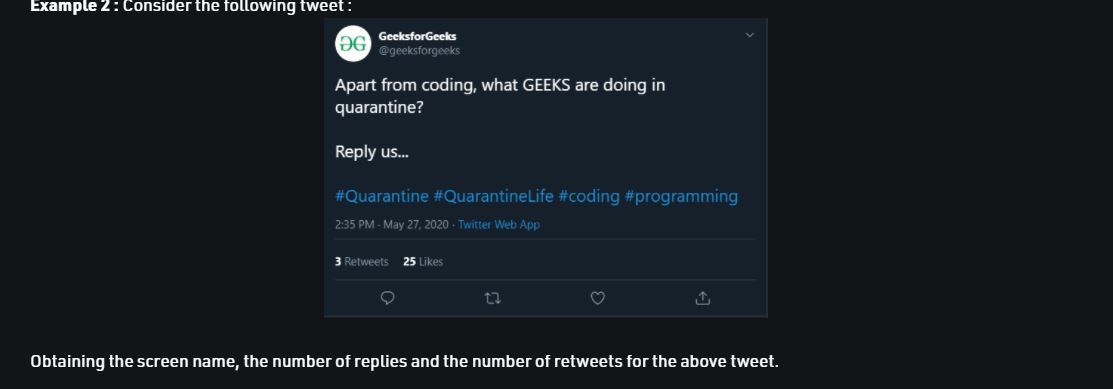 Example 2 : Consider the following tweet :
GeeksforGeeks
@geeksforgeeks
Apart from coding, what GEEKS are doing in
quarantine?
Reply us...
#Quarantine #QuarantineLife #coding #programming
2:35 PM · May 27, 2020 · Twitter Web App
3 Retweets 25 Likes
Obtaining the screen name, the number of replies and the number of retweets for the above tweet.